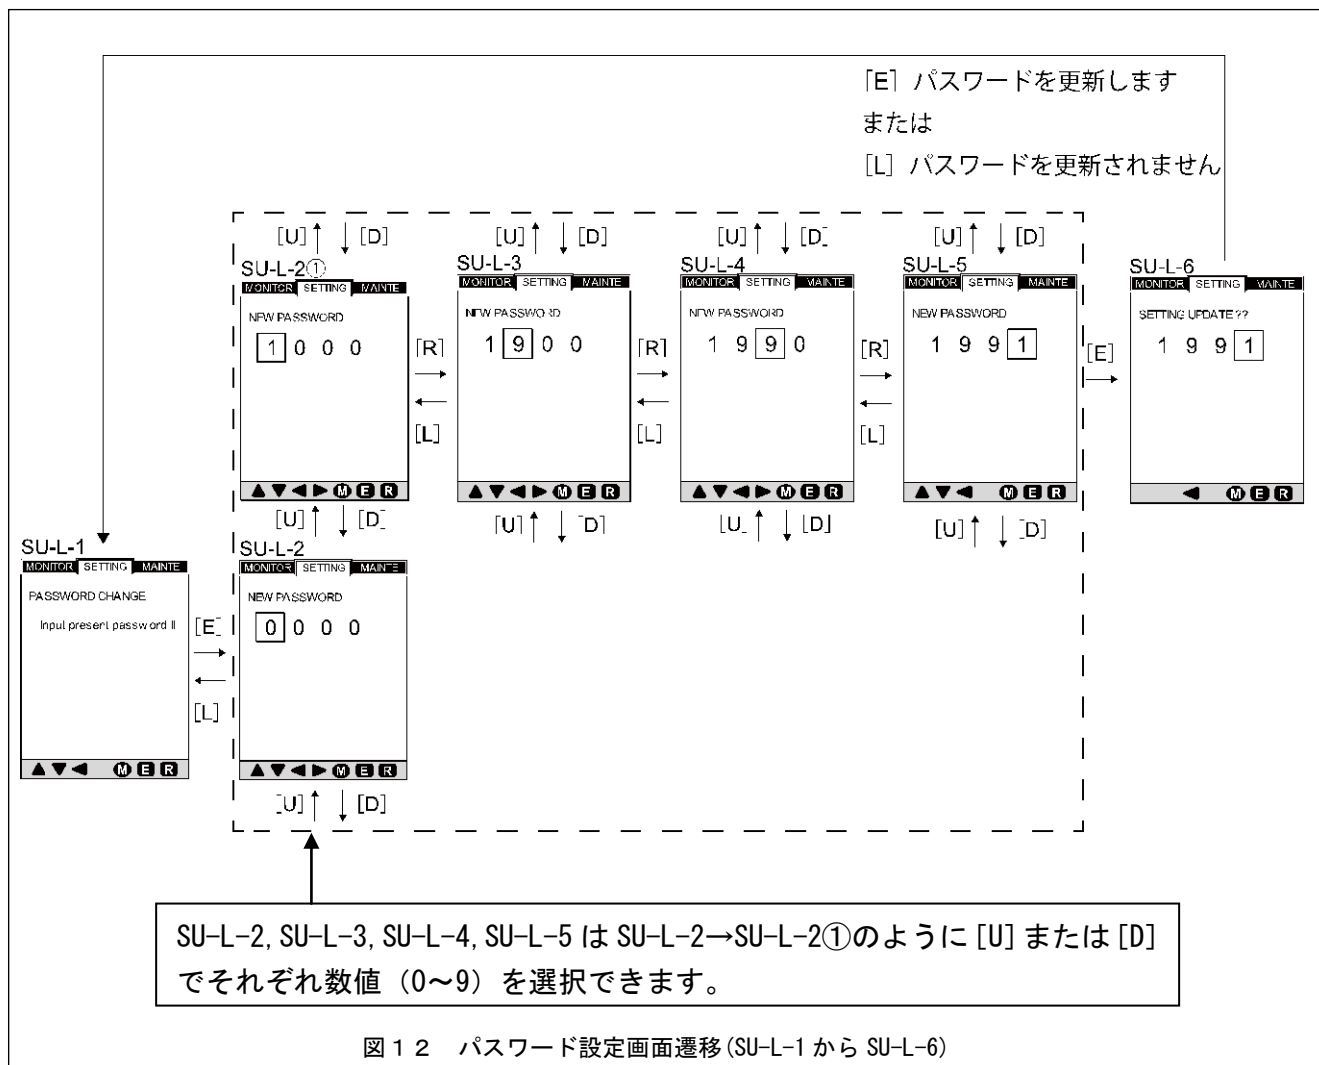 [E] パスワードを更新します
または
[L] パスワードを更新されません
[U] [D] [U] [D] [U] [D] [U] [D]
SU-L-2① SU-L-3 SU-L-4 SU-L-5 SU-L-6
MONITOR SETTING MAINTE MONITOR SETTING MAINTE MONITOR SETTING MAINTE MONITOR SETTING MAINTE MONITOR SETTING MAINTE
NEW PASSWORD NEW PASSWORD NEW PASSWORD NEW PASSWORD SETTING UPDATE??
1 0 0 0 1 9 0 0 1 9 9 0 1 9 9 1 1 9 9 1
[R] [R] [R] [E]
[L] [L] [L]
▲▼◀▶ M E R ▲▼◀▶ M E R ▲▼◀▶ M E R ▲▼◀ M E R ◀ M E R
[U] [D] [U] [D] [U] [D] [U] [D]
SU-L-1 SU-L-2
MONITOR SETTING MAINTE MONITOR SETTING MAINTE
PASSWORD CHANGE NEW PASSWORD
Input present password !! [E] 0 0 0 0
[L]
▲▼◀ M E R ▲▼◀▶ M E R
[U] [D]
SU-L-2, SU-L-3, SU-L-4, SU-L-5 は SU-L-2→SU-L-2①のように [U] または [D]
でそれぞれ数値(0～9)を選択できます。
図12 パスワード設定画面遷移(SU-L-1 から SU-L-6)